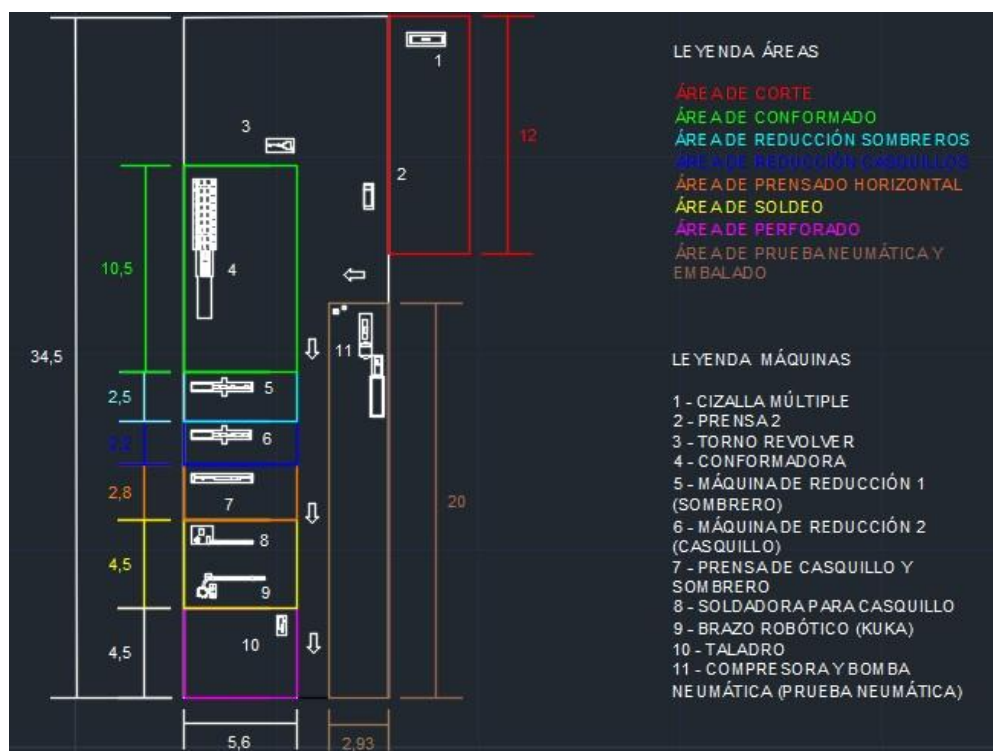 1
LEYENDA ÁREAS
3
12
ÁREA DE CORTE
ÁREA DE CONFORMADO
ÁREA DE REDUCCIÓN SOMBREROS
ÁREA DE REDUCCIÓN CASQUILLOS
ÁREA DE PRENSADO HORIZONTAL
ÁREA DE SOLDEO
ÁREA DE PERFORADO
ÁREA DE PRUEBA NEUMÁTICA Y
EMBALADO
2
10,5
4
34,5
11
2,5
5
6
2,8
7
20
4,5
8
9
4,5
10
5,6
2,93
LEYENDA MÁQUINAS
1 - CIZALLA MÚLTIPLE
2 - PRENSA 2
3 - TORNO REVOLVER
4 - CONFORMADORA
5 - MÁQUINA DE REDUCCIÓN 1
(SOMBRERO)
6 - MÁQUINA DE REDUCCIÓN 2
(CASQUILLO)
7 - PRENSA DE CASQUILLO Y
SOMBRERO
8 - SOLDADORA PARA CASQUILLO
9 - BRAZO ROBÓTICO (KUKA)
10 - TALADRO
11 - COMPRESORA Y BOMBA
NEUMÁTICA (PRUEBA NEUMÁTICA)